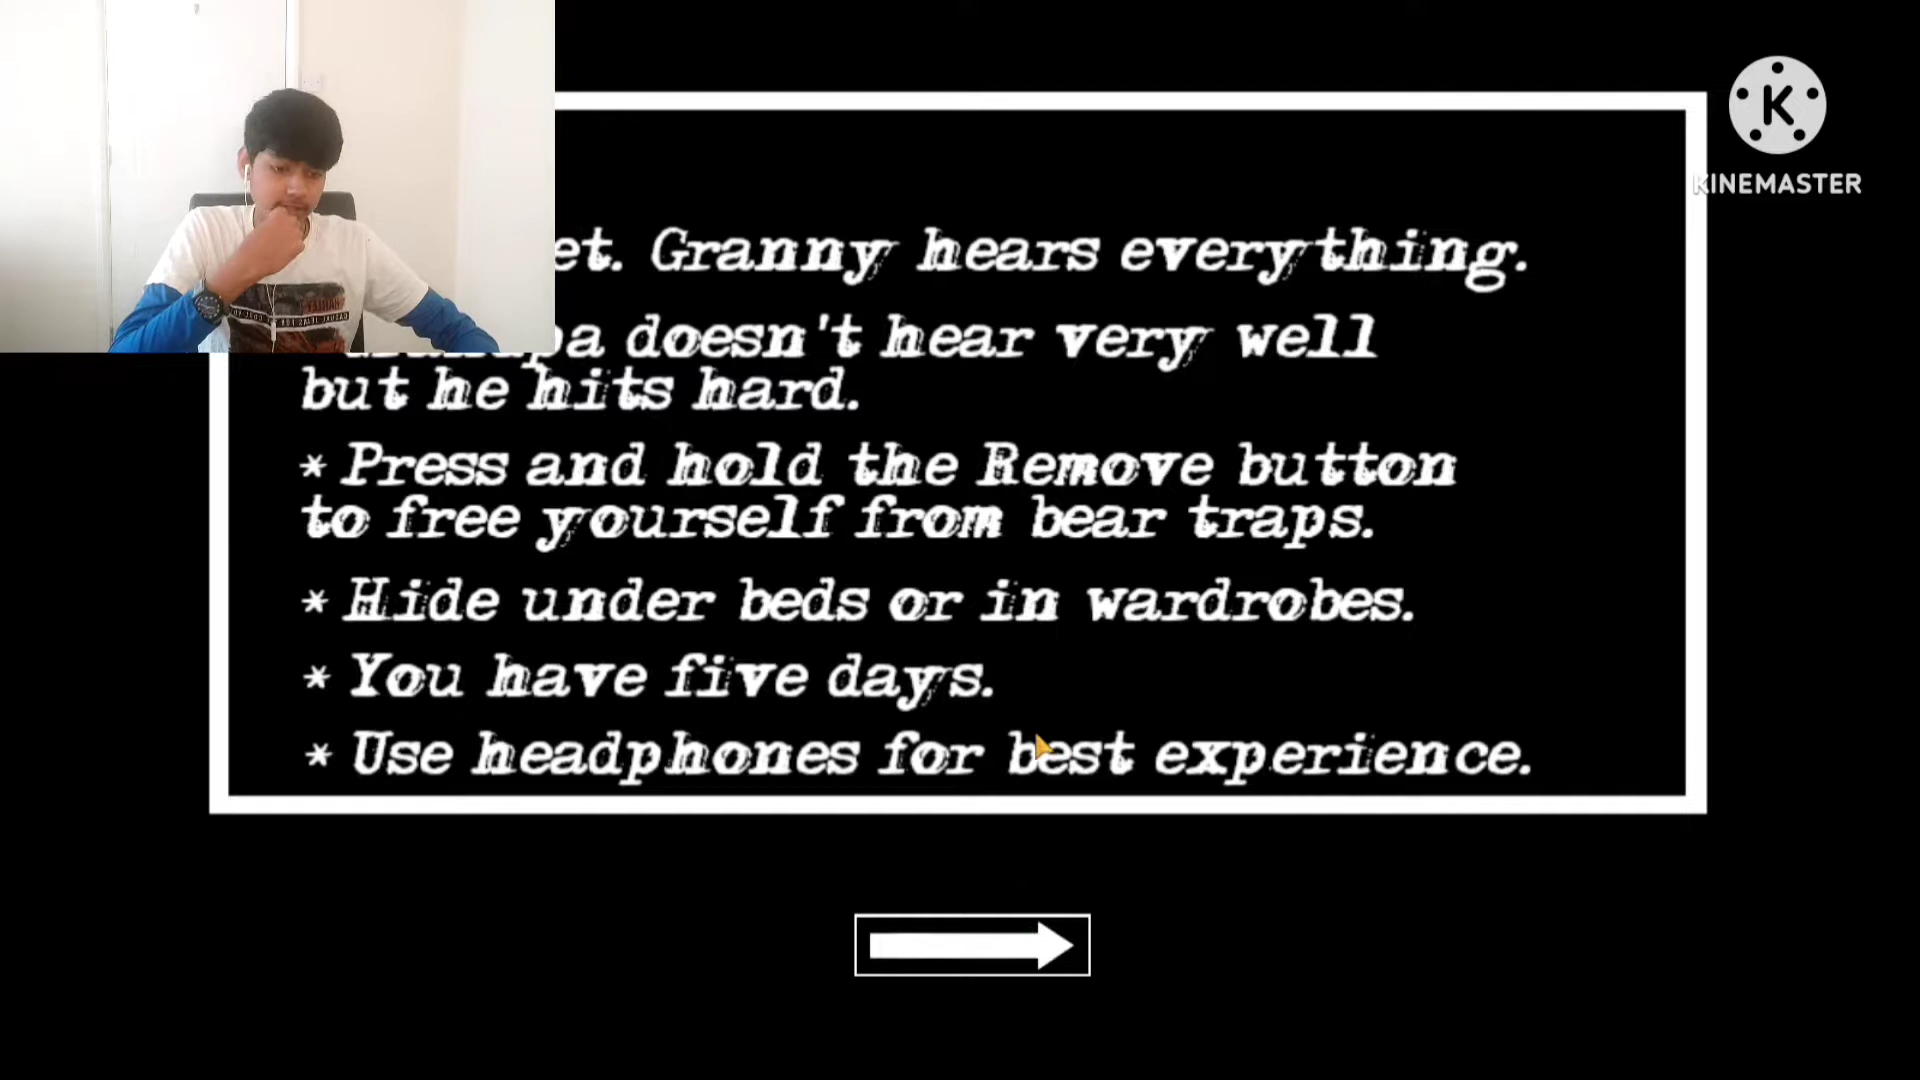 KINEMASTER
Granny hears everything.
doesn't hear very well
but he hits hard.
* Press and hold the Remove button
to free yourself from bear traps.
* Hide under beds or in wardrobes.
* You have five days.
* Use headphones for best experience.